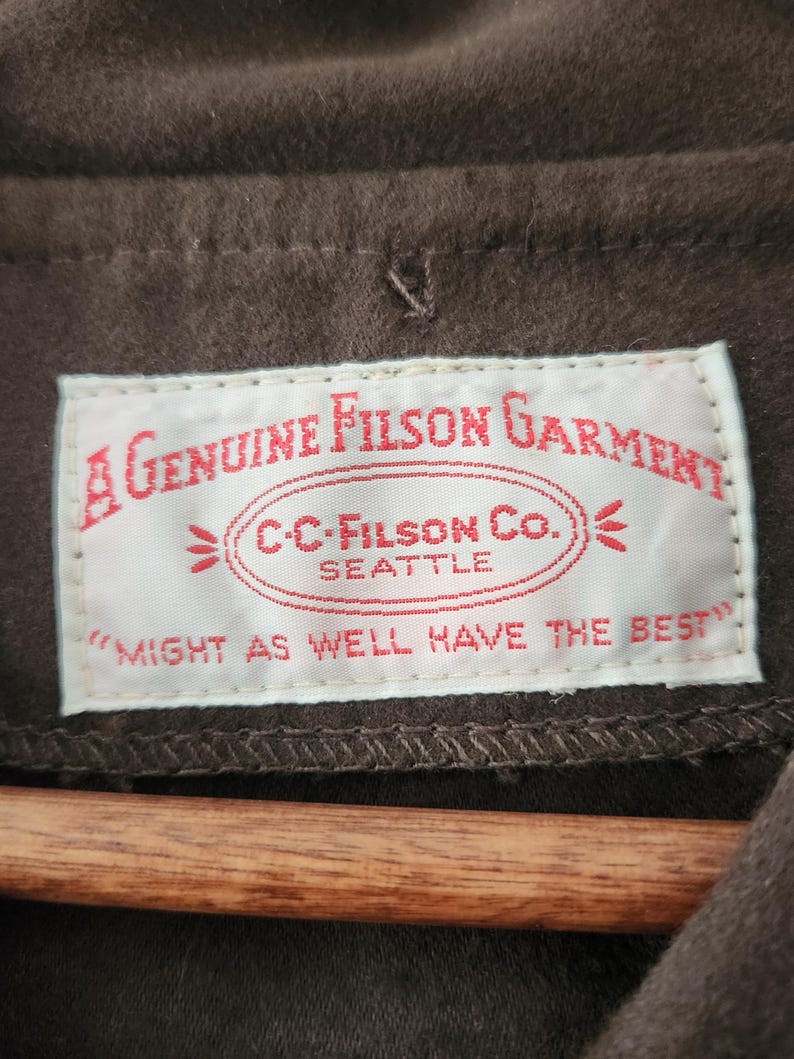 A GENUINE FILSON GARMENT
C·C·FILSON CO.
SEATTLE
"MIGHT AS WELL HAVE THE BEST"